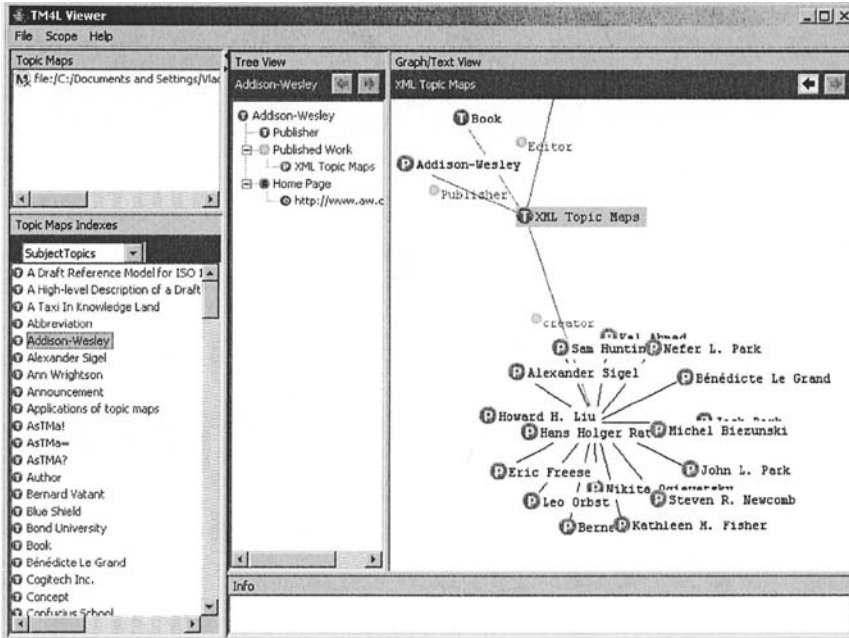 TM4L Viewer
File Scope Help
Topic Maps
file:/C:/Documents and Settings/Vlad
Topic Maps Indexes
SubjectTopics
A Draft Reference Model for ISO 1
A High-level Description of a Draft
A Taxi In Knowledge Land
Abbreviation
Addison-Wesley
Alexander Sigel
Ann Wrightson
Announcement
Applications of topic maps
AsTMa!
AsTMa=
AsTMA?
Author
Bernard Vatant
Blue Shield
Bond University
Book
Bénédicte Le Grand
Cogitech Inc.
Concept
Confucius School
Tree View
Addison-Wesley
Addison-Wesley
Publisher
Published Work
XML Topic Maps
Home Page
http://www.aw.c
Graph/Text View
XML Topic Maps
Book
Editor
Addison-Wesley
Publisher
XML Topic Maps
creator
Sam Huntin
Nefer L. Park
Alexander Sigel
Bénédicte Le Grand
Howard H. Liu
Hans Holger Rat
Michel Biezunski
Eric Freese
John L. Park
Nikita
Leo Orbst
Steven R. Newcomb
Berne
Kathleen M. Fisher
Info